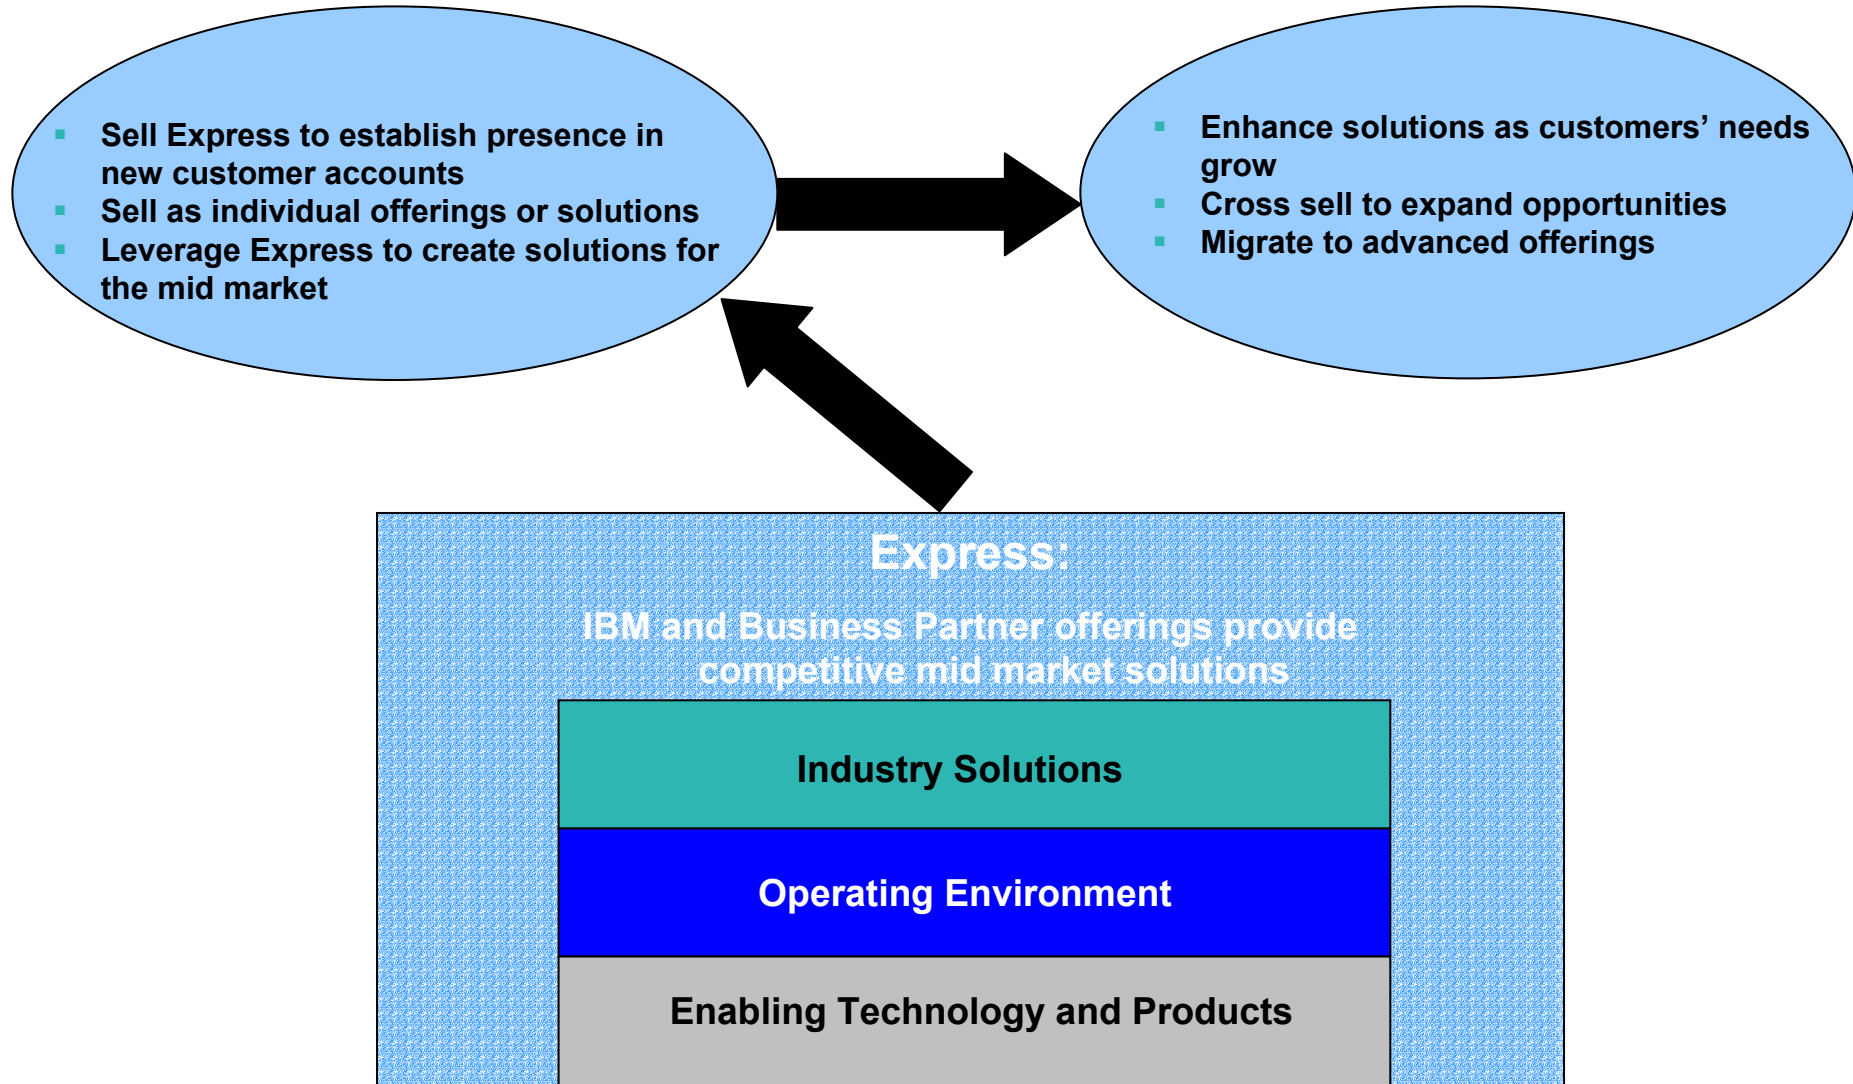 Sell Express to establish presence in
new customer accounts
Sell as individual offerings or solutions
Leverage Express to create solutions for
the mid market
Enhance solutions as customers’ needs
grow
Cross sell to expand opportunities
Migrate to advanced offerings
Express:
IBM and Business Partner offerings provide
competitive mid market solutions
Industry Solutions
Operating Environment
Enabling Technology and Products